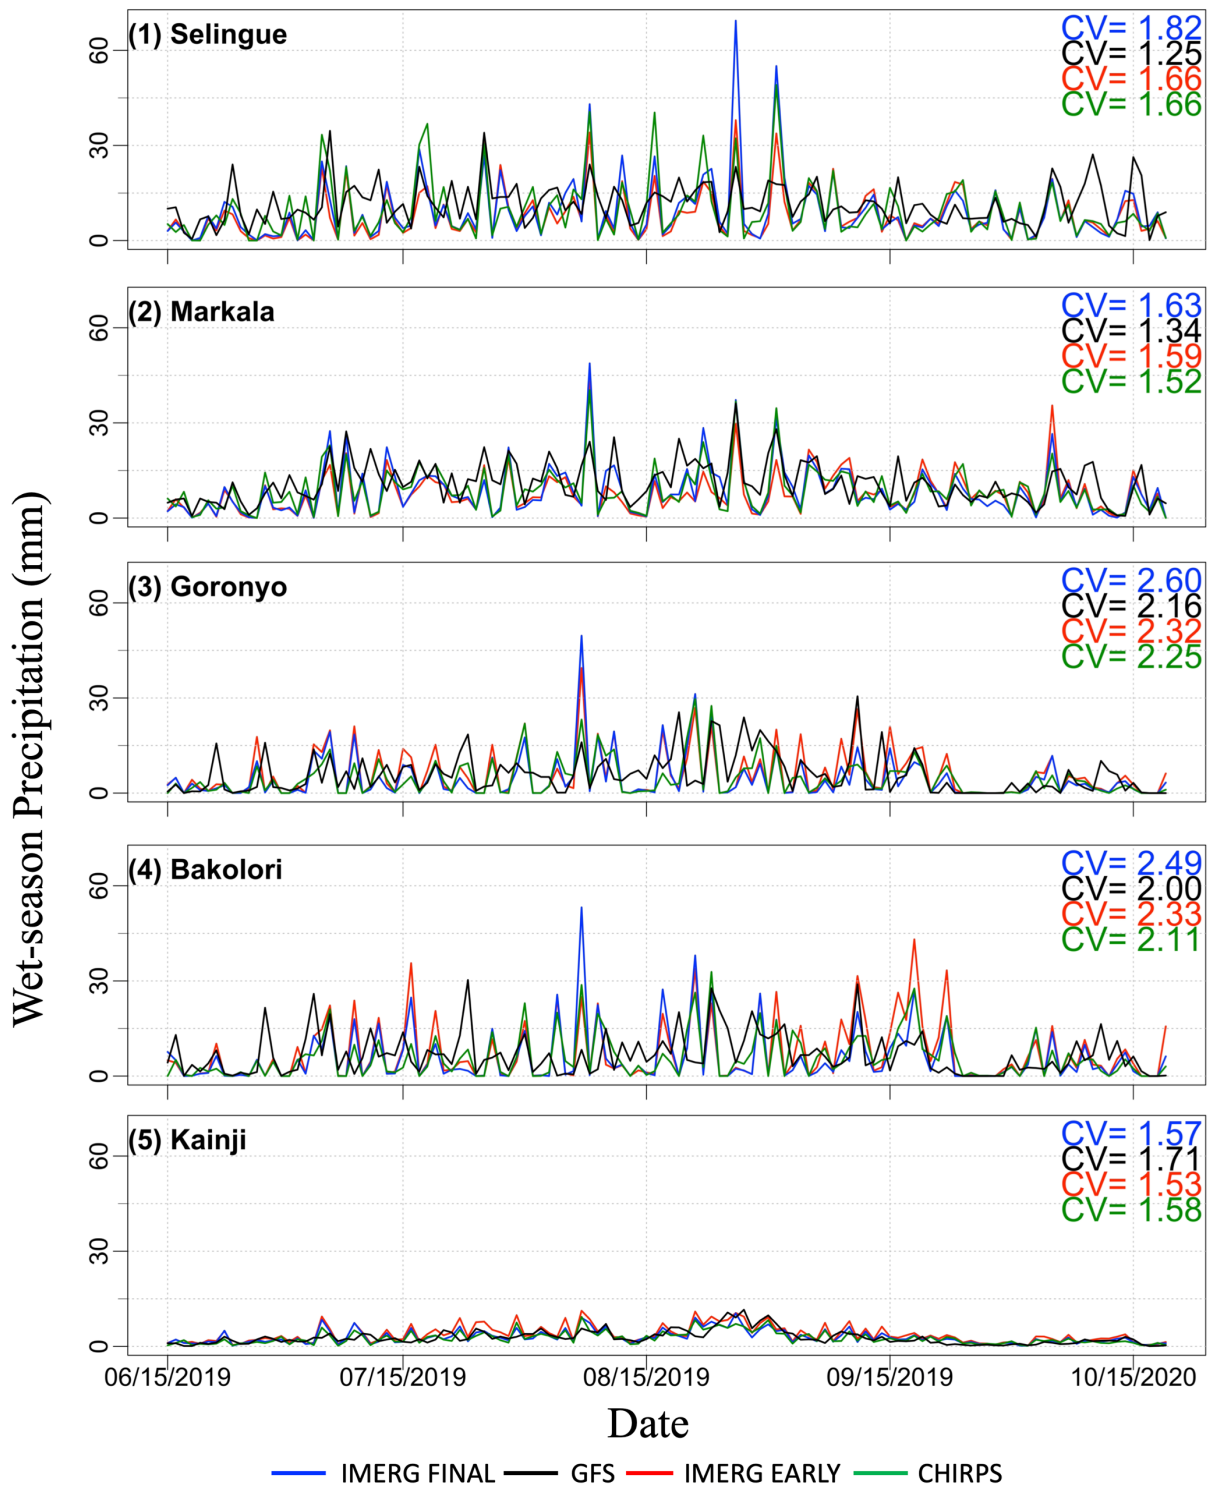 Wet-season Precipitation (mm)
(1) Selingue
CV= 1.82
CV= 1.25
CV= 1.66
CV= 1.66
60
30
0
(2) Markala
CV= 1.63
CV= 1.34
CV= 1.59
CV= 1.52
60
30
0
(3) Goronyo
CV= 2.60
CV= 2.16
CV= 2.32
CV= 2.25
60
30
0
(4) Bakolori
CV= 2.49
CV= 2.00
CV= 2.33
CV= 2.11
60
30
0
(5) Kainji
CV= 1.57
CV= 1.71
CV= 1.53
CV= 1.58
60
30
0
06/15/2019 07/15/2019 08/15/2019 09/15/2019 10/15/2020
Date
IMERG FINAL GFS IMERG EARLY CHIRPS